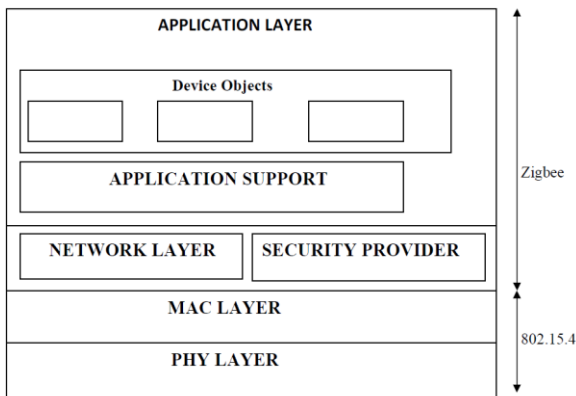 APPLICATION LAYER
Device Objects
APPLICATION SUPPORT
Zigbee
NETWORK LAYER
SECURITY PROVIDER
MAC LAYER
802.15.4
PHY LAYER